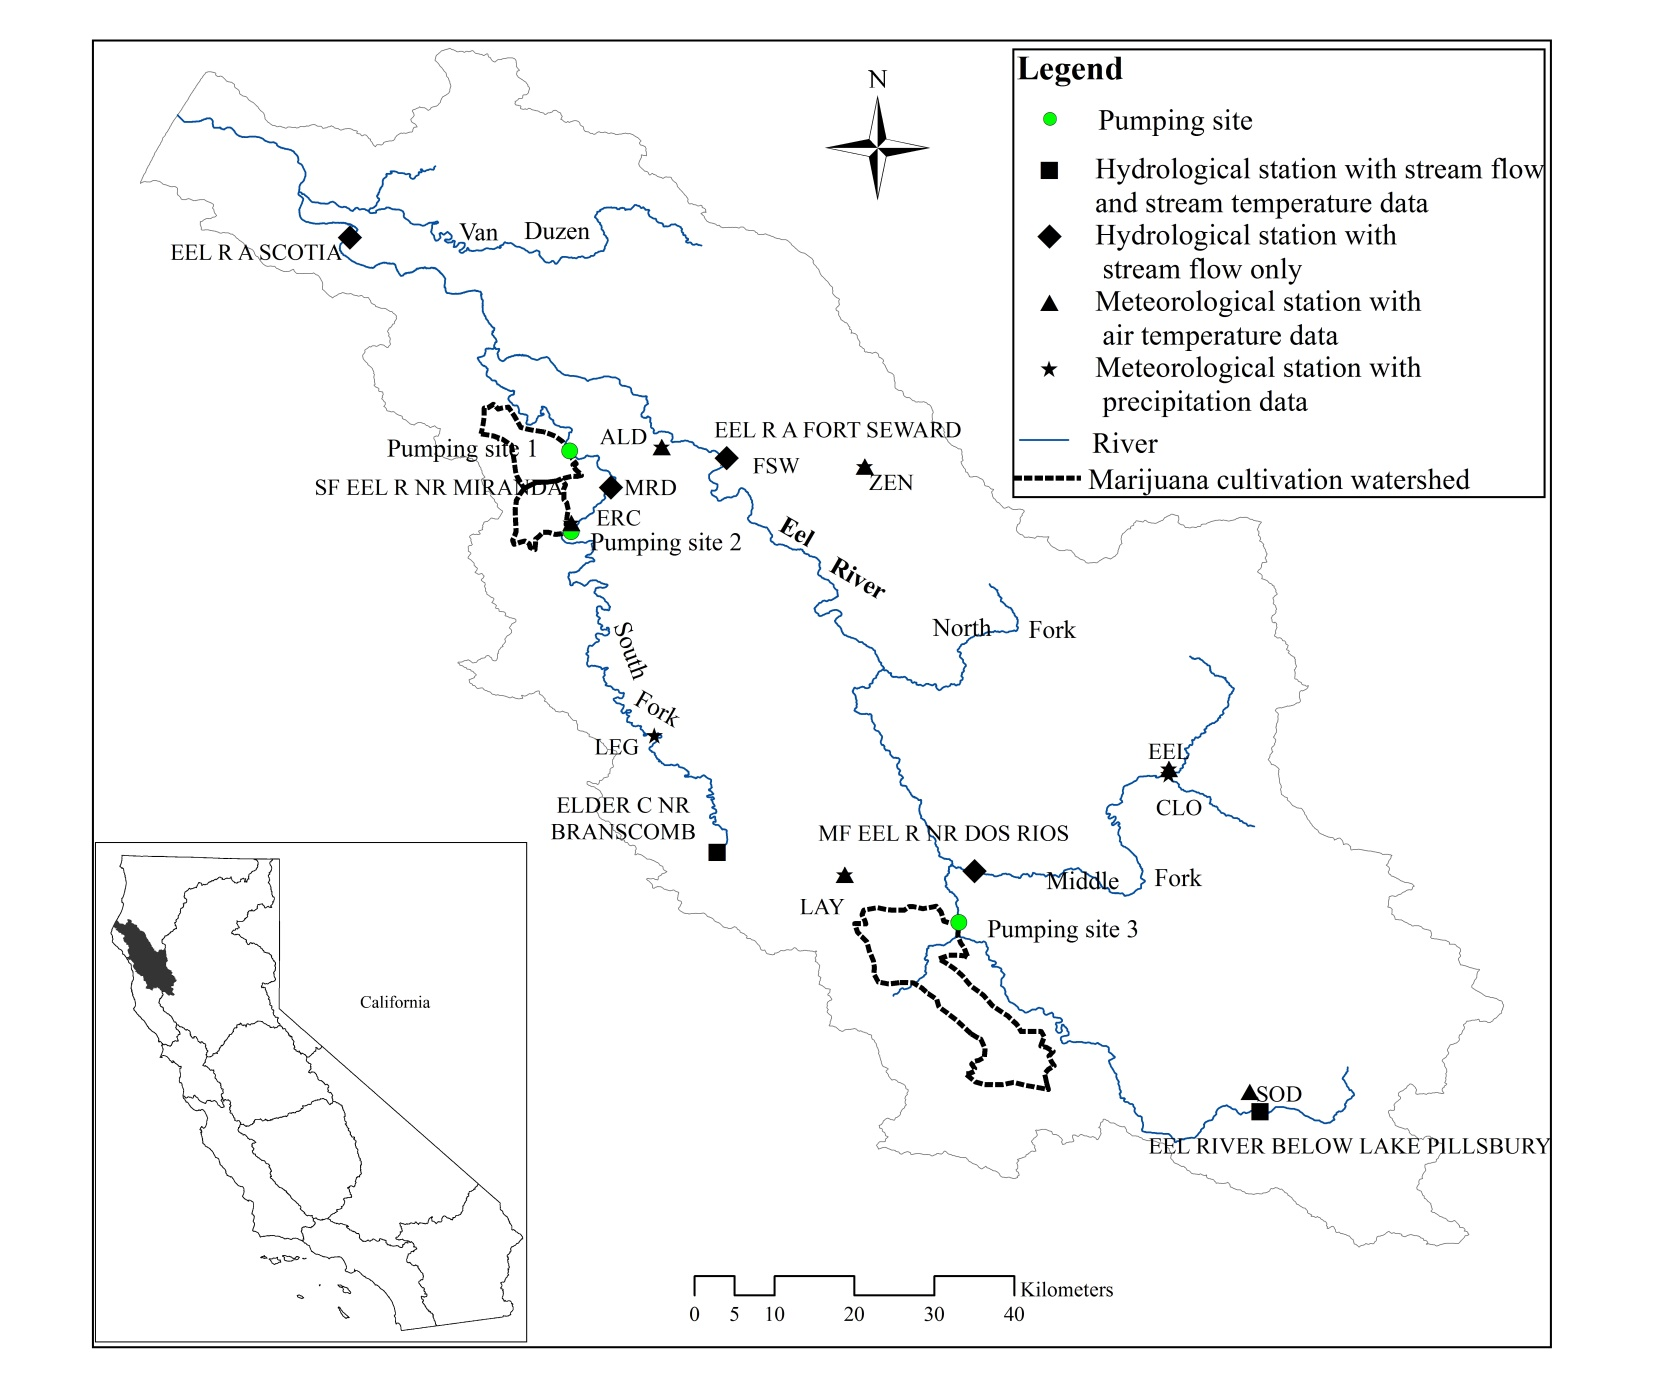 N
Legend
Pumping site
Hydrological station with stream flow
and stream temperature data
Hydrological station with
stream flow only
Meteorological station with
air temperature data
Meteorological station with
precipitation data
River
Marijuana cultivation watershed
Van Duzen
EEL R A SCOTIA
ALD
EEL R A FORT SEWARD
Pumping site 1
FSW
ZEN
SF EEL R NR MIRANDA
MRD
ERC
Pumping site 2
Eel
River
North Fork
South
Fork
LEG
EEL
CLO
ELDER C NR
BRANSCOMB
MF EEL R NR DOS RIOS
Middle Fork
LAY
Pumping site 3
California
SOD
EEL RIVER BELOW LAKE PILLSBURY
Kilometers
0 5 10 20 30 40